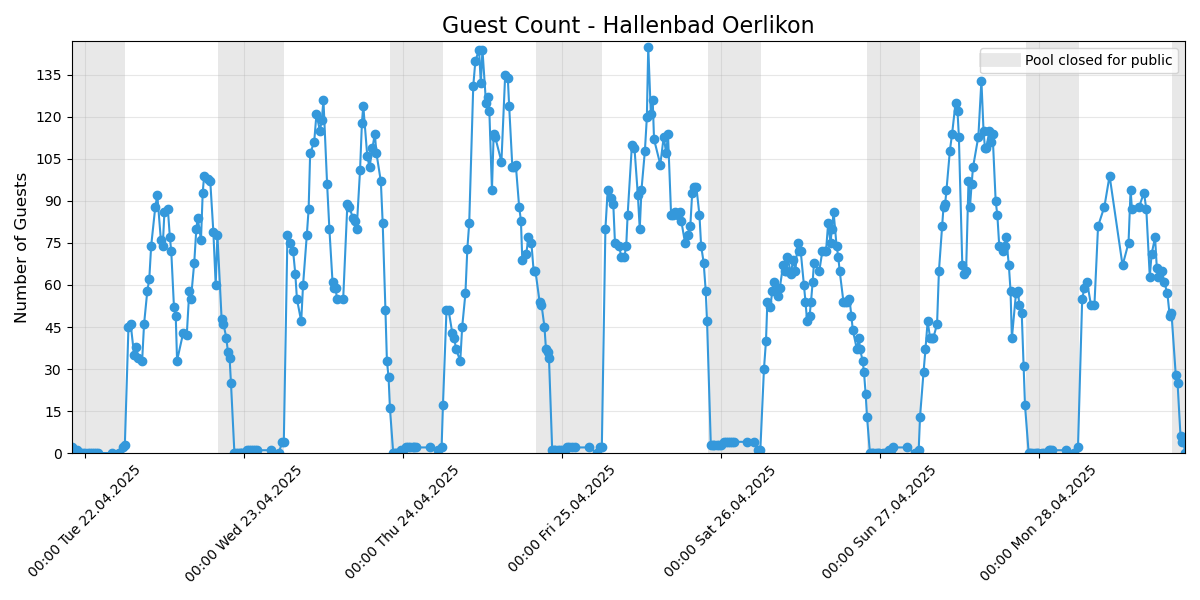 Guest Count - Hallenbad Oerlikon
Pool closed for public
Number of Guests
135
120
105
90
75
60
45
30
15
0
00:00 Tue 22.04.2025
00:00 Wed 23.04.2025
00:00 Thu 24.04.2025
00:00 Fri 25.04.2025
00:00 Sat 26.04.2025
00:00 Sun 27.04.2025
00:00 Mon 28.04.2025